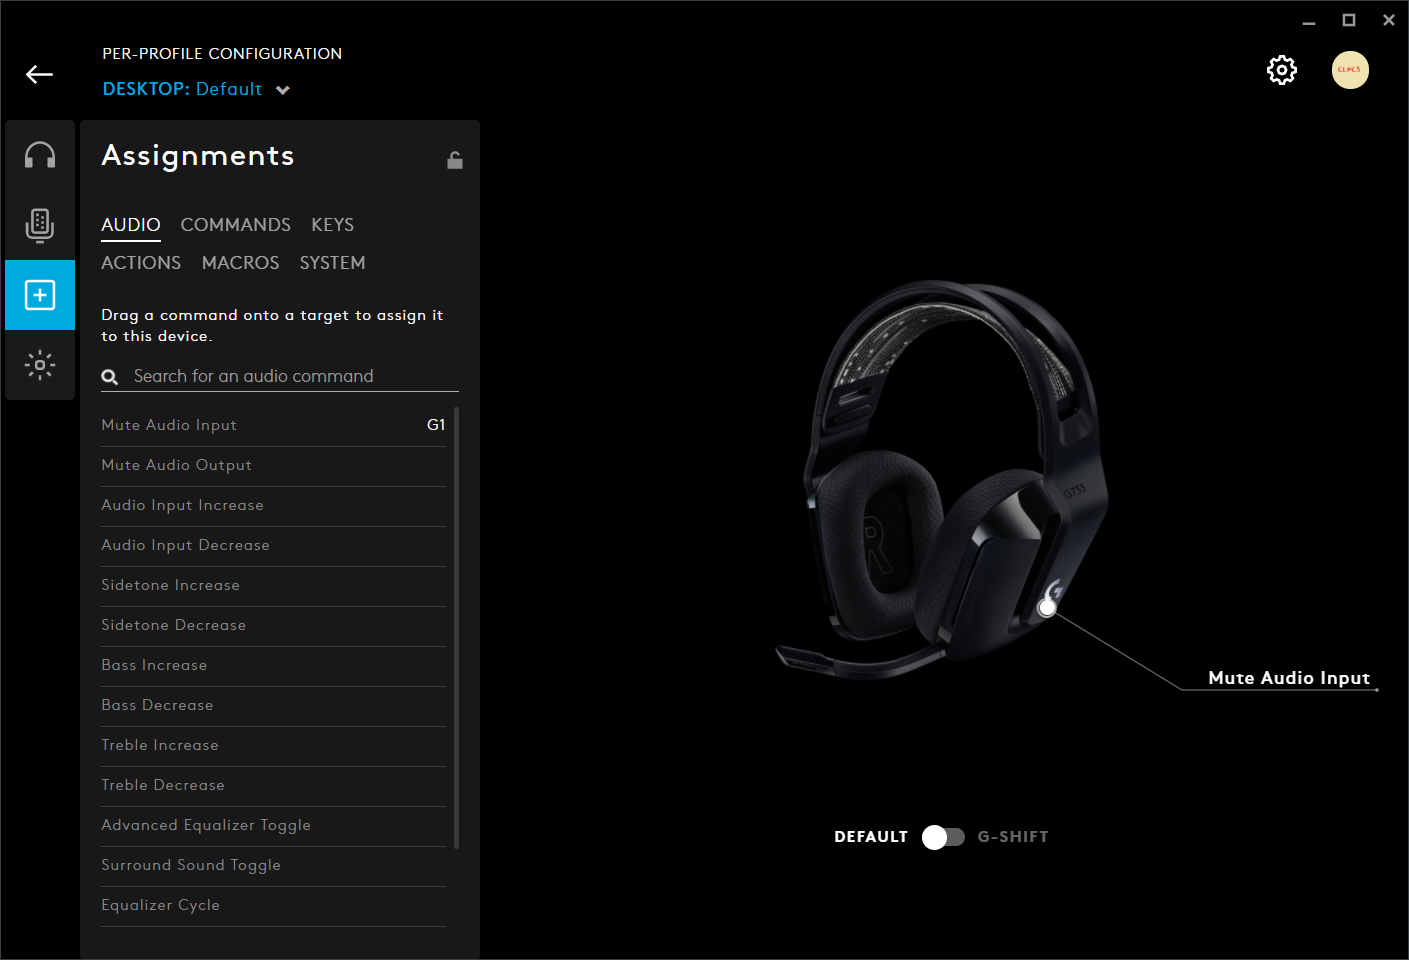 PER-PROFILE CONFIGURATION
DESKTOP: Default
CLPCS
Assignments
AUDIO COMMANDS KEYS
ACTIONS MACROS SYSTEM
Drag a command onto a target to assign it
to this device.
Search for an audio command
Mute Audio Input G1
Mute Audio Output
Audio Input Increase
Audio Input Decrease
Sidetone Increase
Sidetone Decrease
Bass Increase
Bass Decrease
Treble Increase
Treble Decrease
Advanced Equalizer Toggle
Surround Sound Toggle
Equalizer Cycle
G733
R
G
Mute Audio Input
DEFAULT G-SHIFT